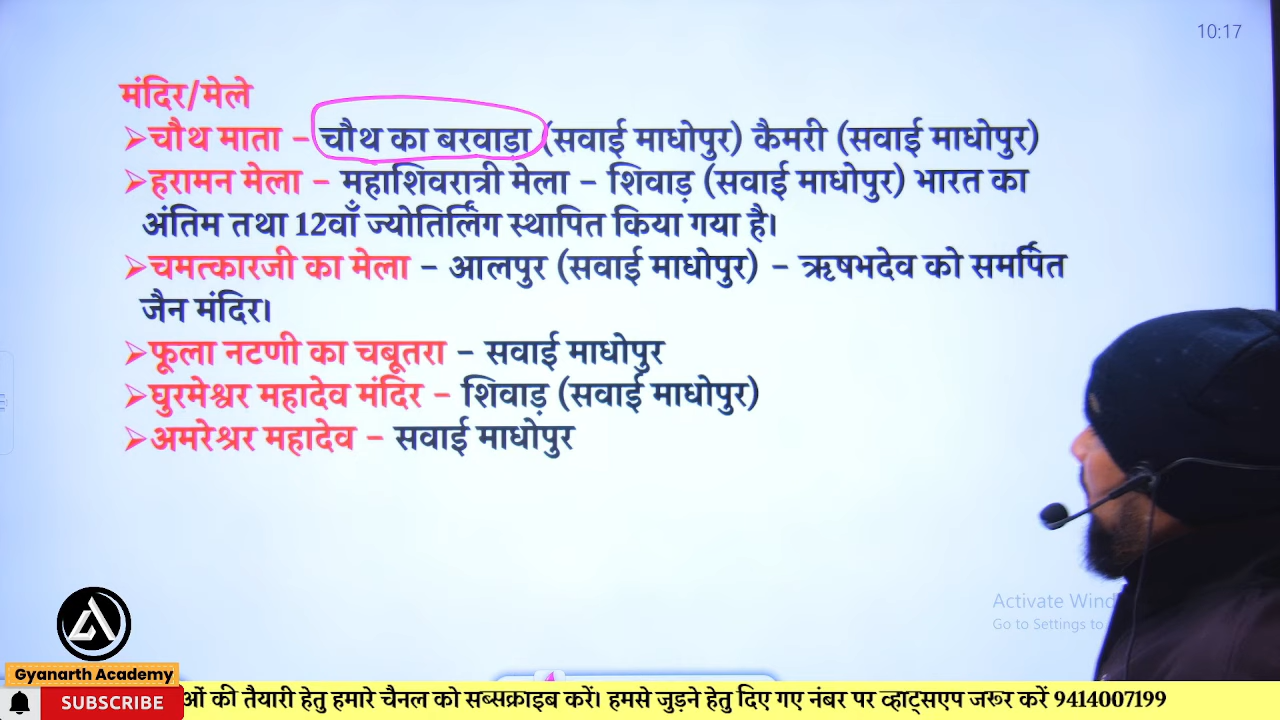 10:17
मंदिर/मेले
➢चौथ माता – चौथ का बरवाडा (सवाई माधोपुर) कैमरी (सवाई माधोपुर)
➢हरामन मेला – महाशिवरात्री मेला – शिवाड़ (सवाई माधोपुर) भारत का
अंतिम तथा 12वाँ ज्योतिर्लिंग स्थापित किया गया है।
➢चमत्कारजी का मेला – आलपुर (सवाई माधोपुर) – ऋषभदेव को समर्पित
जैन मंदिर।
➢फूला नटणी का चबूतरा – सवाई माधोपुर
➢घुरमेश्वर महादेव मंदिर – शिवाड़ (सवाई माधोपुर)
➢अमरेश्रर महादेव – सवाई माधोपुर
Activate Wind
Go to Settings to
Gyanarth Academy
SUBSCRIBE
ओं की तैयारी हेतु हमारे चैनल को सब्सक्राइब करें। हमसे जुड़ने हेतु दिए गए नंबर पर व्हाट्सएप जरूर करें 9414007199